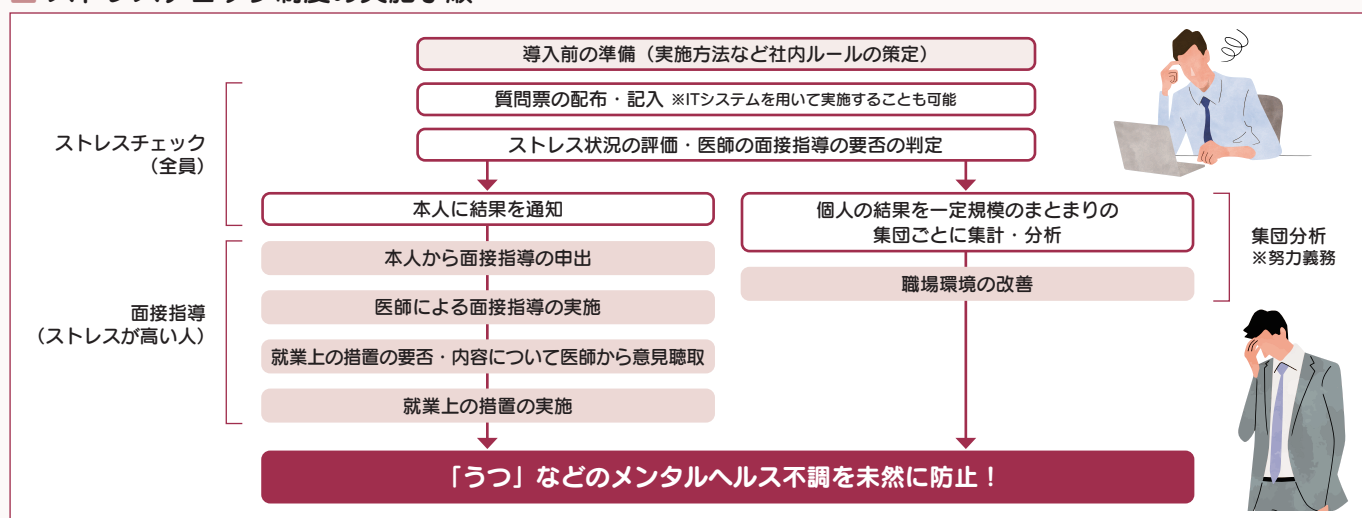 導入前の準備（実施方法など社内ルールの策定）
質問票の配布・記入 ※ITシステムを用いて実施することも可能
ストレス状況の評価・医師の面接指導の要否の判定
ストレスチェック
（全員）
本人に結果を通知
面接指導
（ストレスが高い人）
本人から面接指導の申出
医師による面接指導の実施
就業上の措置の要否・内容について医師から意見聴取
就業上の措置の実施
個人の結果を一定規模のまとまりの
集団ごとに集計・分析
職場環境の改善
集団分析
※努力義務
「うつ」などのメンタルヘルス不調を未然に防止！